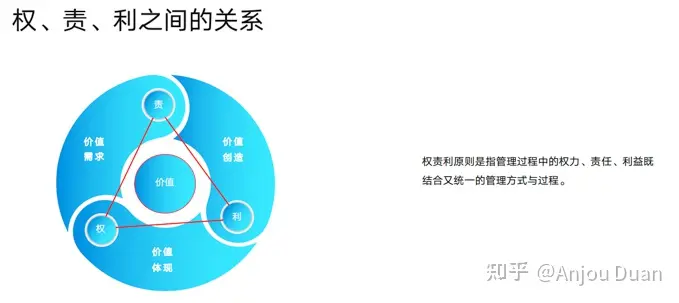 权、责、利之间的关系
责
价值
需求
价值
创造
价值
权
利
价值
体现
权责利原则是指管理过程中的权力、责任、利益既
结合又统一的管理方式与过程。
知乎 @Anjou Duan